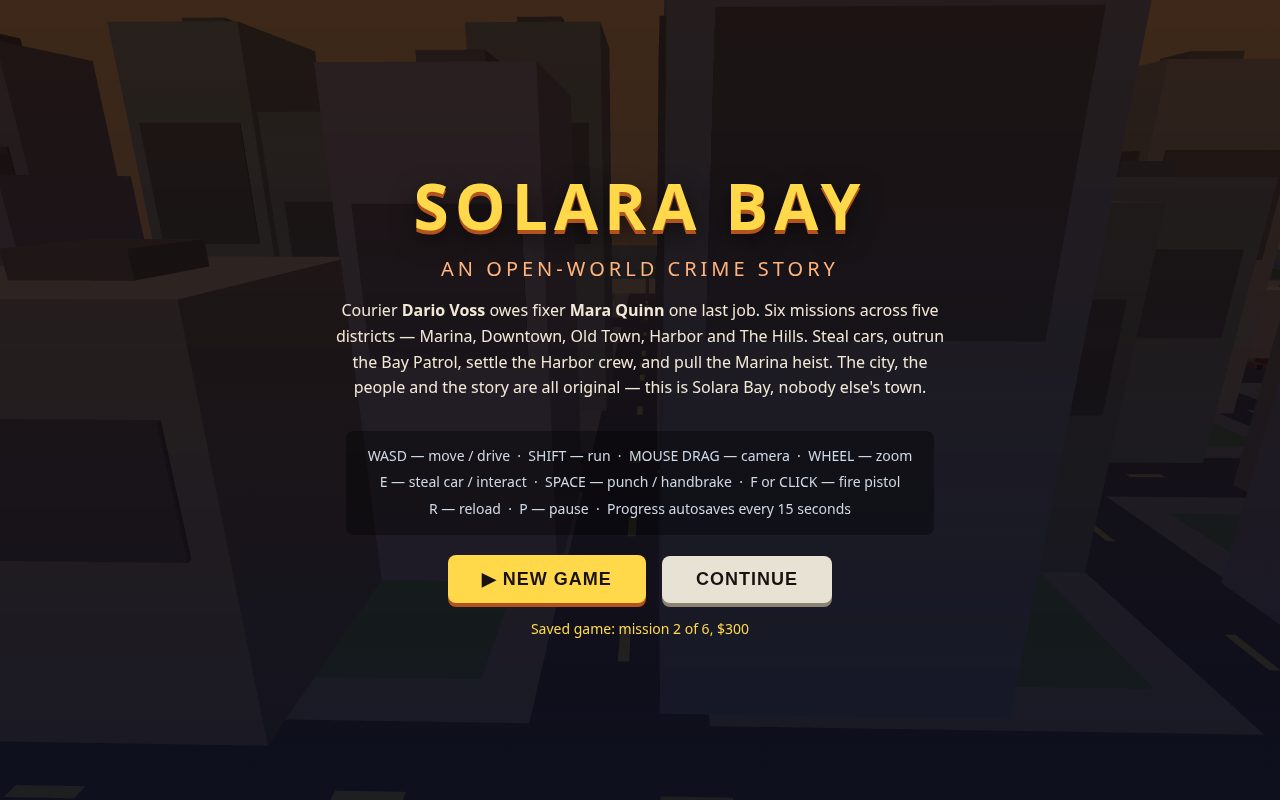 SOLARA BAY
AN OPEN-WORLD CRIME STORY
Courier Dario Voss owes fixer Mara Quinn one last job. Six missions across five
districts — Marina, Downtown, Old Town, Harbor and The Hills. Steal cars, outrun
the Bay Patrol, settle the Harbor crew, and pull the Marina heist. The city, the
people and the story are all original — this is Solara Bay, nobody else's town.
WASD — move / drive · SHIFT — run · MOUSE DRAG — camera · WHEEL — zoom
E — steal car / interact · SPACE — punch / handbrake · F or CLICK — fire pistol
R — reload · P — pause · Progress autosaves every 15 seconds
▶ NEW GAME CONTINUE
Saved game: mission 2 of 6, $300